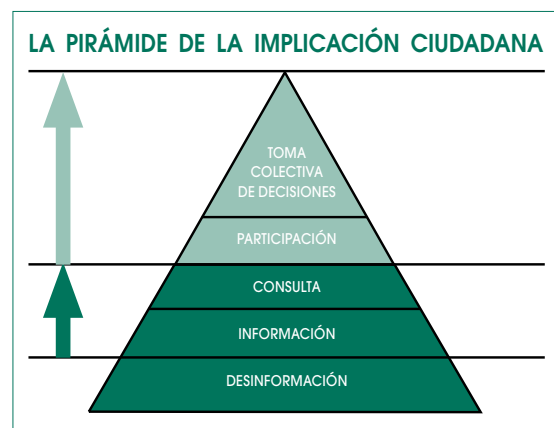 LA PIRÁMIDE DE LA IMPLICACIÓN CIUDADANA
TOMA
COLECTIVA
DE DECISIONES
PARTICIPACIÓN
CONSULTA
INFORMACIÓN
DESINFORMACIÓN